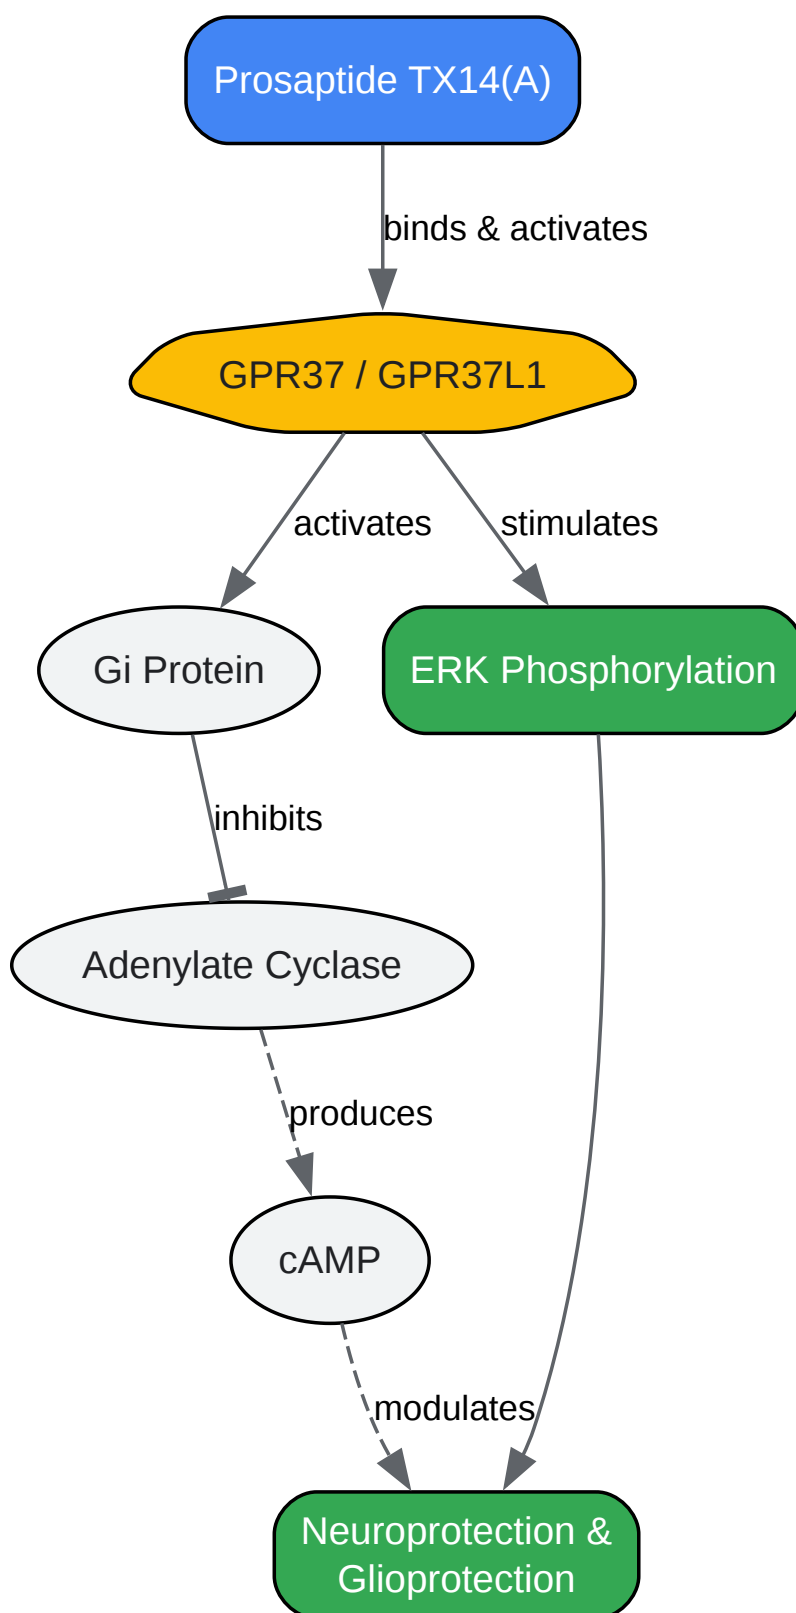 Prosaptide TX14(A)
binds & activates
GPR37 / GPR37L1
activates
stimulates
Gi Protein
ERK Phosphorylation
inhibits
Adenylate Cyclase
produces
cAMP
modulates
Neuroprotection &
Glioprotection